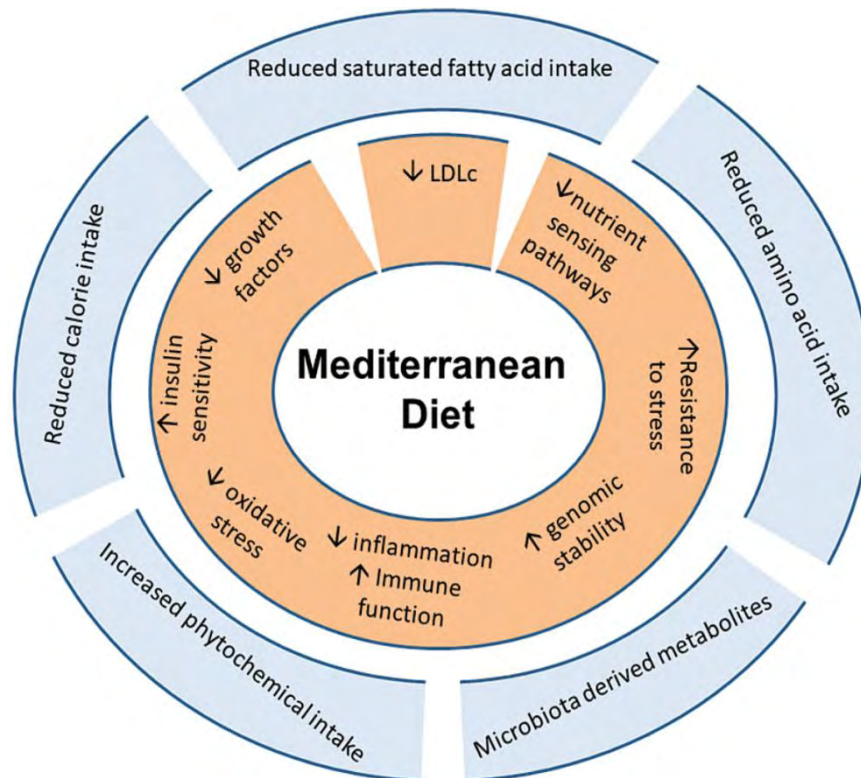 Reduced saturated fatty acid intake
Reduced amino acid intake
Microbiota derived metabolites
Increased phytochemical intake
Reduced calorie intake
↓ LDLc
↓nutrient
sensing
pathways
↑Resistance
to stress
↑ genomic
stability
↓ inflammation
↑ Immune
function
↓ oxidative
stress
↑ insulin
sensitivity
↓ growth
factors
Mediterranean
Diet